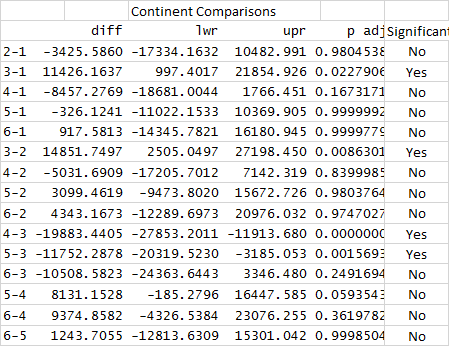 Continent Comparisons
diff lwr upr p adj Significant
2-1 -3425.5860 -17334.1632 10482.991 0.9804538 No
3-1 11426.1637 997.4017 21854.926 0.0227906 Yes
4-1 -8457.2769 -18681.0044 1766.451 0.1673171 No
5-1 -326.1241 -11022.1533 10369.905 0.9999992 No
6-1 917.5813 -14345.7821 16180.945 0.9999779 No
3-2 14851.7497 2505.0497 27198.450 0.0086301 Yes
4-2 -5031.6909 -17205.7012 7142.319 0.8399985 No
5-2 3099.4619 -9473.8020 15672.726 0.9803764 No
6-2 4343.1673 -12289.6973 20976.032 0.9747027 No
4-3 -19883.4405 -27853.2011 -11913.680 0.0000000 Yes
5-3 -11752.2878 -20319.5230 -3185.053 0.0015693 Yes
6-3 -10508.5823 -24363.6443 3346.480 0.2491694 No
5-4 8131.1528 -185.2796 16447.585 0.0593543 No
6-4 9374.8582 -4326.5384 23076.255 0.3619782 No
6-5 1243.7055 -12813.6309 15301.042 0.9998504 No